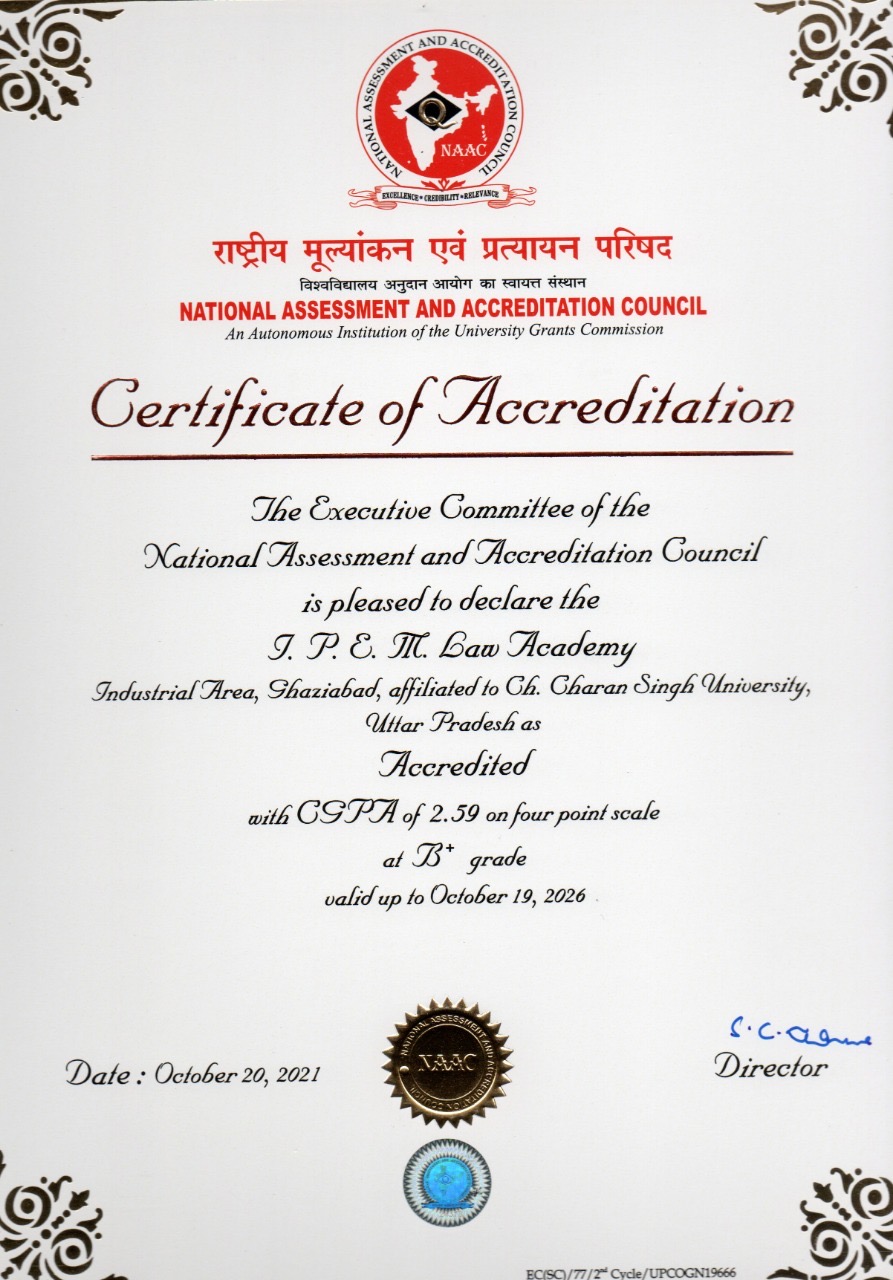 NATIONAL ASSESSMENT AND ACCREDITATION COUNCIL
Q
NAAC
EXCELLENCE * CREDIBILITY * RELEVANCE
राष्ट्रीय मूल्यांकन एवं प्रत्यायन परिषद
विश्वविद्यालय अनुदान आयोग का स्वायत्त संस्थान
NATIONAL ASSESSMENT AND ACCREDITATION COUNCIL
An Autonomous Institution of the University Grants Commission
Certificate of Accreditation
The Executive Committee of the
National Assessment and Accreditation Council
is pleased to declare the
I. P. E. M. Law Academy
Industrial Area, Ghaziabad, affiliated to Ch. Charan Singh University,
Uttar Pradesh as
Accredited
with CGPA of 2.59 on four point scale
at B⁺ grade
valid up to October 19, 2026
S. C.
Date : October 20, 2021
NATIONAL ASSESSMENT AND ACCREDITATION COUNCIL
NAAC
Director
EC(SC)/77/2ⁿᵈ Cycle/UPCOGN19666